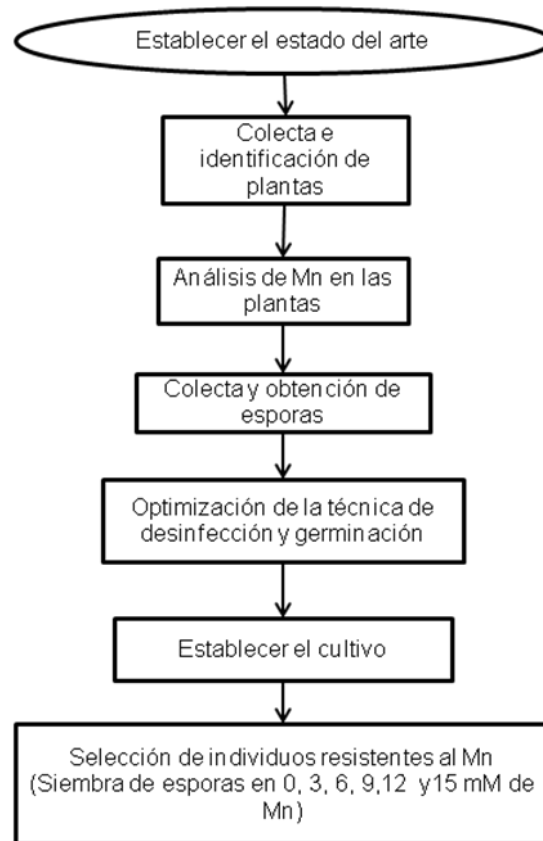 Establecer el estado del arte
Colecta e
identificación de
plantas
Análisis de Mn en las
plantas
Colecta y obtención de
esporas
Optimización de la técnica de
desinfección y germinación
Establecer el cultivo
Selección de individuos resistentes al Mn
(Siembra de esporas en 0, 3, 6, 9,12 y15 mM de
Mn)